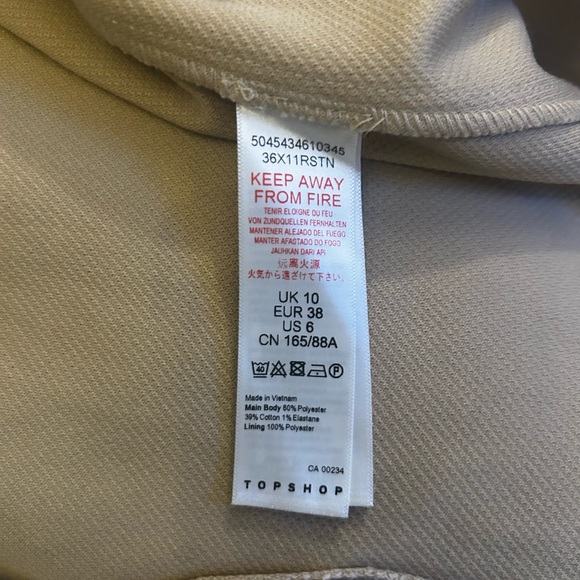 5045434610345
36X11RSTN
KEEP AWAY
FROM FIRE
TENIR ELOIGNE DU FEU
VON ZUNDQUELLEN FERNHALTEN
MANTENER ALEJADO DEL FUEGO
MANTER AFASTADO DO FOGO
JAUHKAN DARI API
远离火源
火気から遠ざけて下さい。
UK 10
EUR 38
US 6
CN 165/88A
40 P
Made in Vietnam
Main Body 60% Polyester
39% Cotton 1% Elastane
Lining 100% Polyester
CA 00234
TOPSHOP